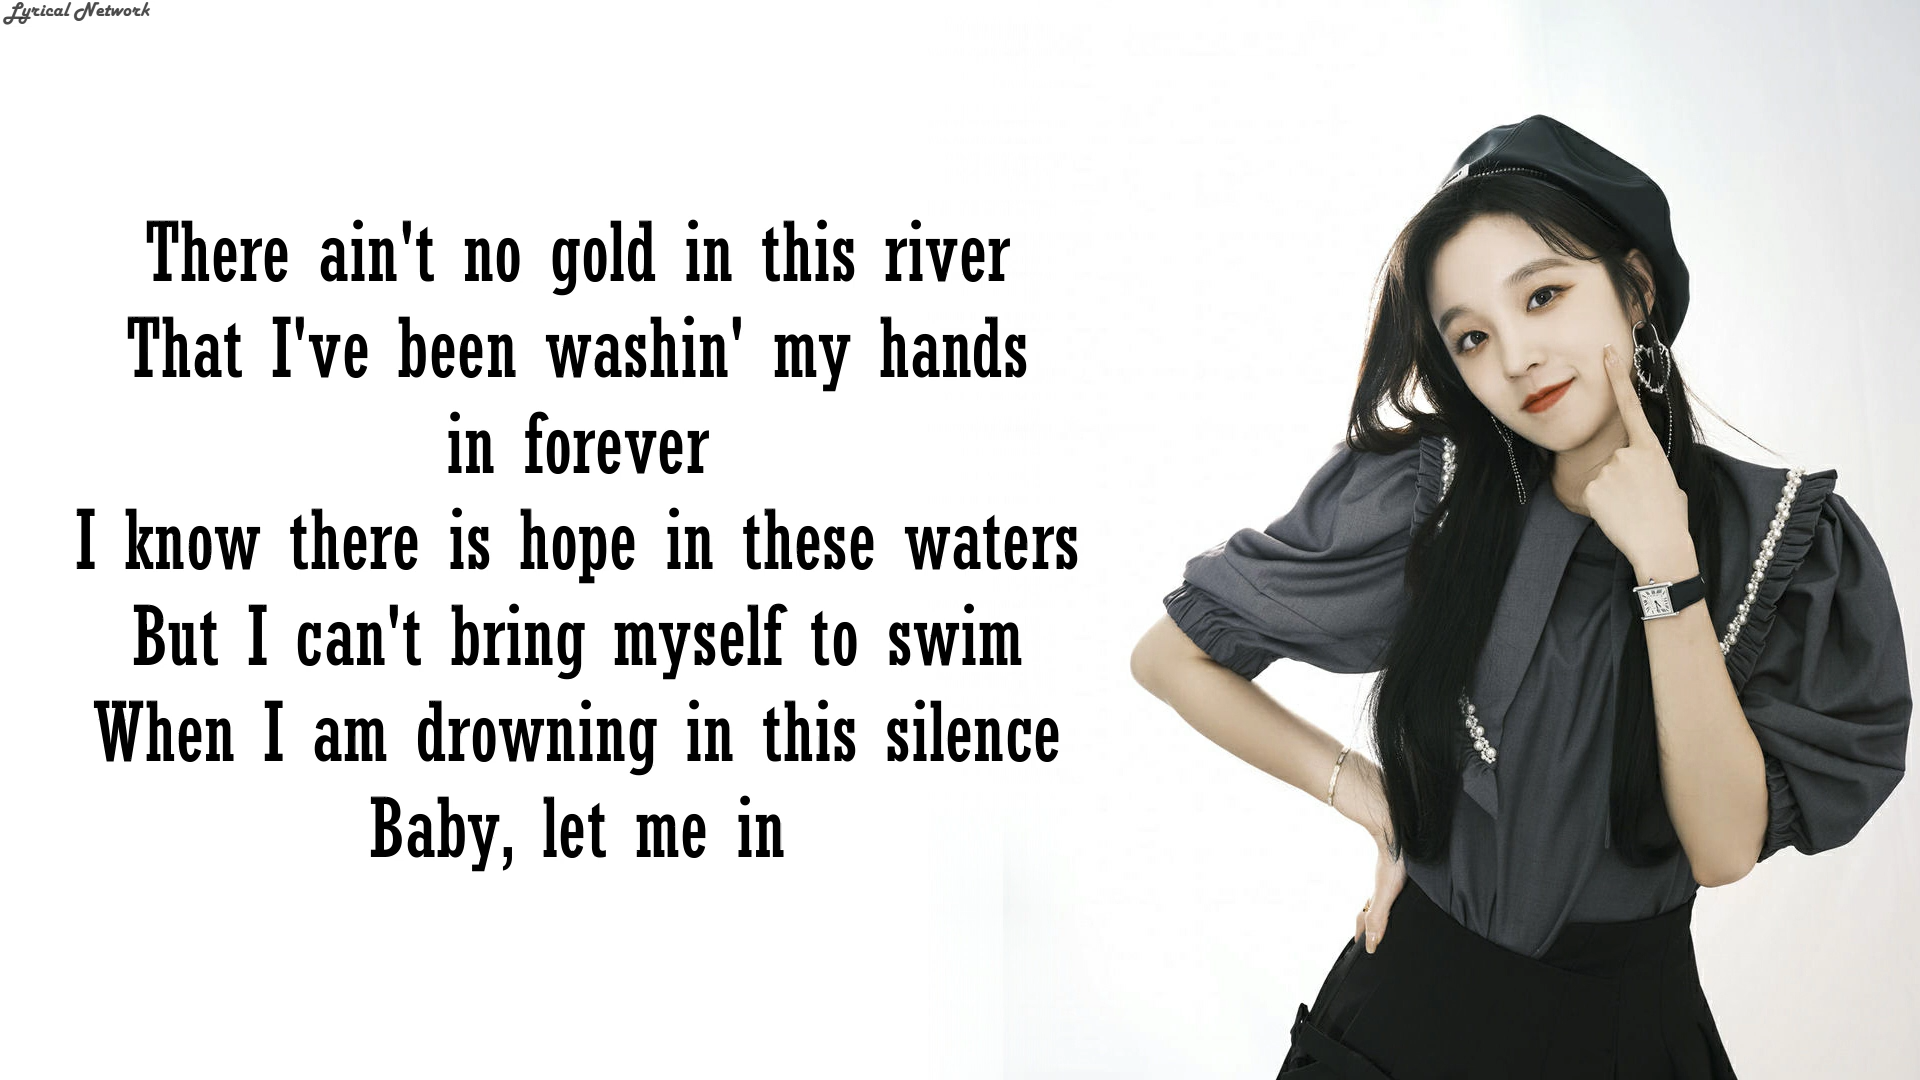 Lyrical Network
There ain't no gold in this river
That I've been washin' my hands
in forever
I know there is hope in these waters
But I can't bring myself to swim
When I am drowning in this silence
Baby, let me in